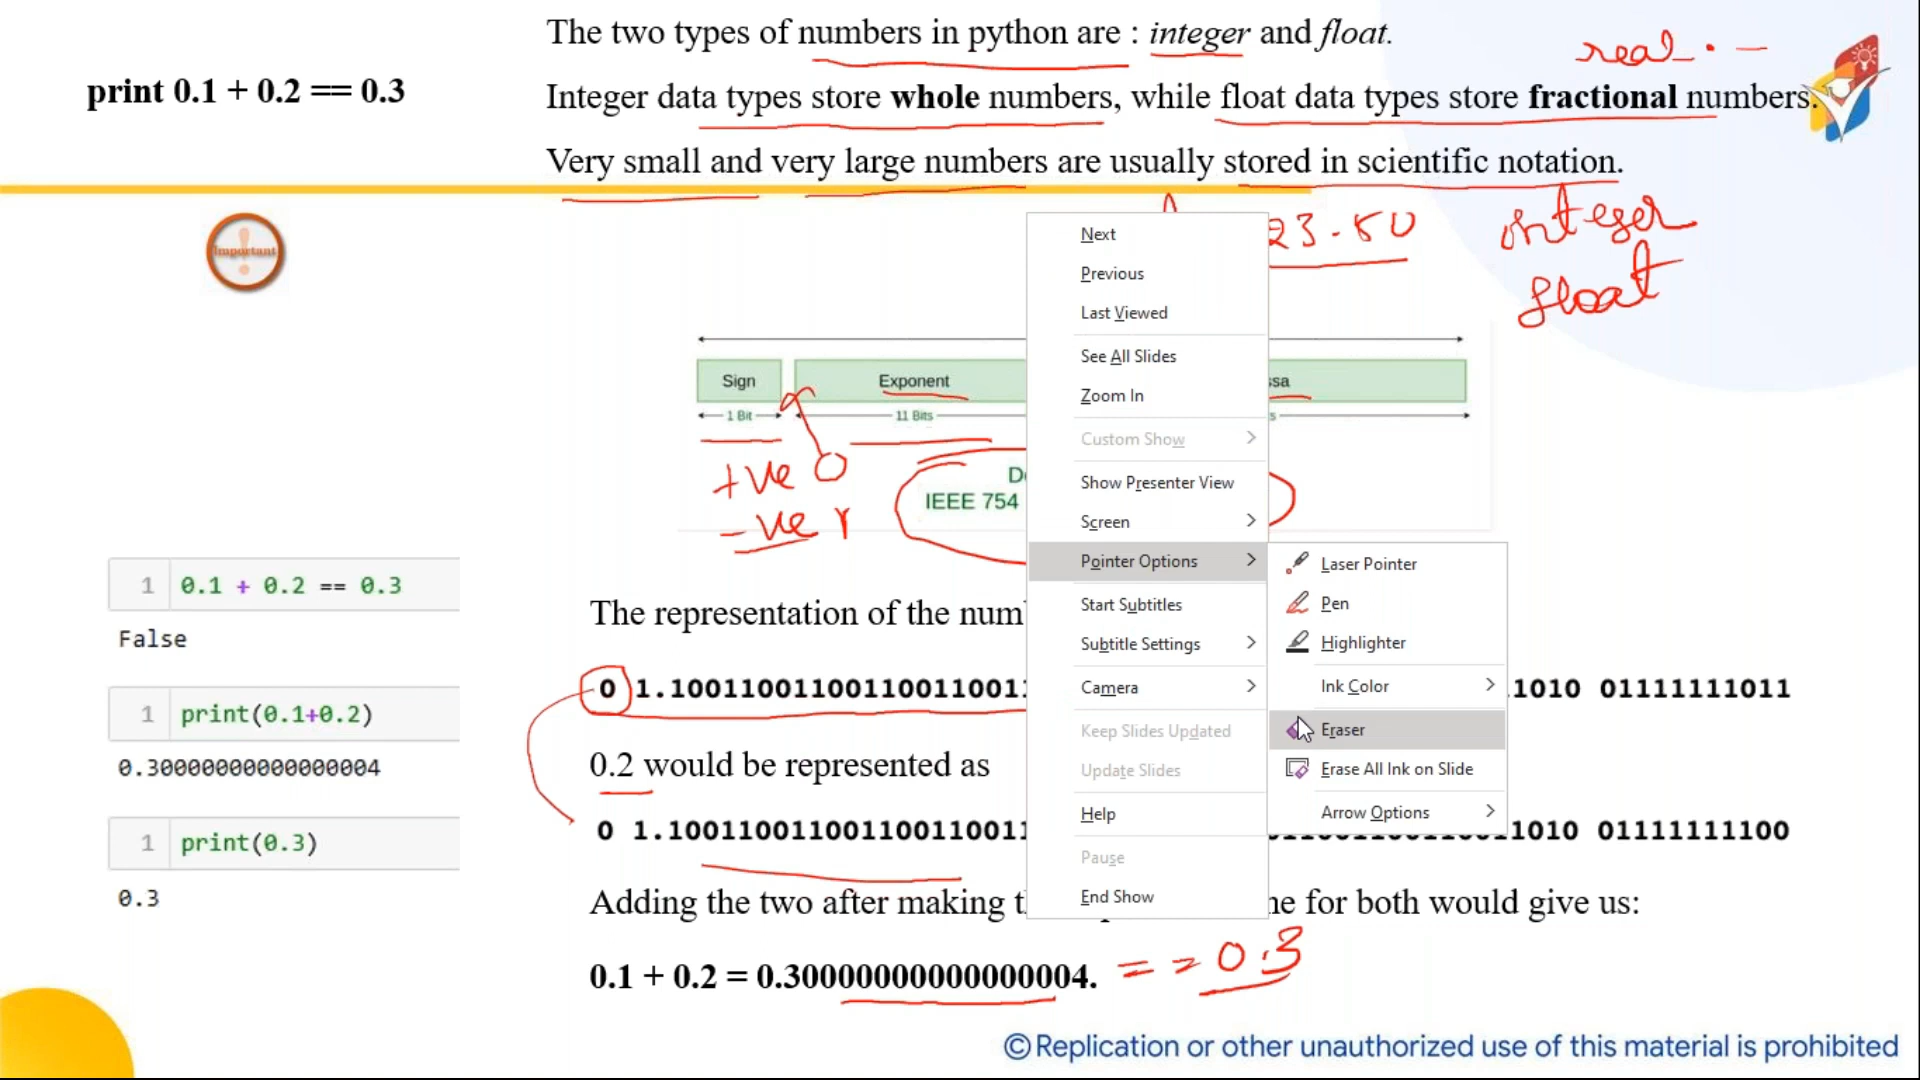 The two types of numbers in python are : integer and float.
real . –
print 0.1 + 0.2 == 0.3
Integer data types store whole numbers, while float data types store fractional numbers.
Very small and very large numbers are usually stored in scientific notation.
Important
23.50
integer
float
Next
Previous
Last Viewed
See All Slides
Zoom In
Custom Show
Show Presenter View
Screen
Pointer Options
Start Subtitles
Subtitle Settings
Camera
Keep Slides Updated
Update Slides
Help
Pause
End Show
Laser Pointer
Pen
Highlighter
Ink Color
Eraser
Erase All Ink on Slide
Arrow Options
Sign Exponent ssa
1 Bit 11 Bits s
+ve 0
-ve 1
D
IEEE 754
1 0.1 + 0.2 == 0.3
False
1 print(0.1+0.2)
0.30000000000000004
1 print(0.3)
0.3
The representation of the num
0 1.1001100110011001100110011 1010 01111111011
0.2 would be represented as
0 1.1001100110011001100110011 1010 01111111100
Adding the two after making t e for both would give us:
0.1 + 0.2 = 0.30000000000000004. == 0.3
© Replication or other unauthorized use of this material is prohibited